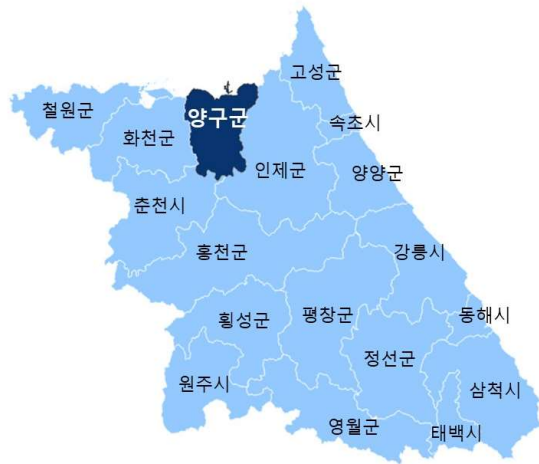 고성군
철원군
양구군
속초시
화천군
인제군
양양군
춘천시
홍천군
강릉시
횡성군
평창군
동해시
정선군
원주시
삼척시
영월군
태백시